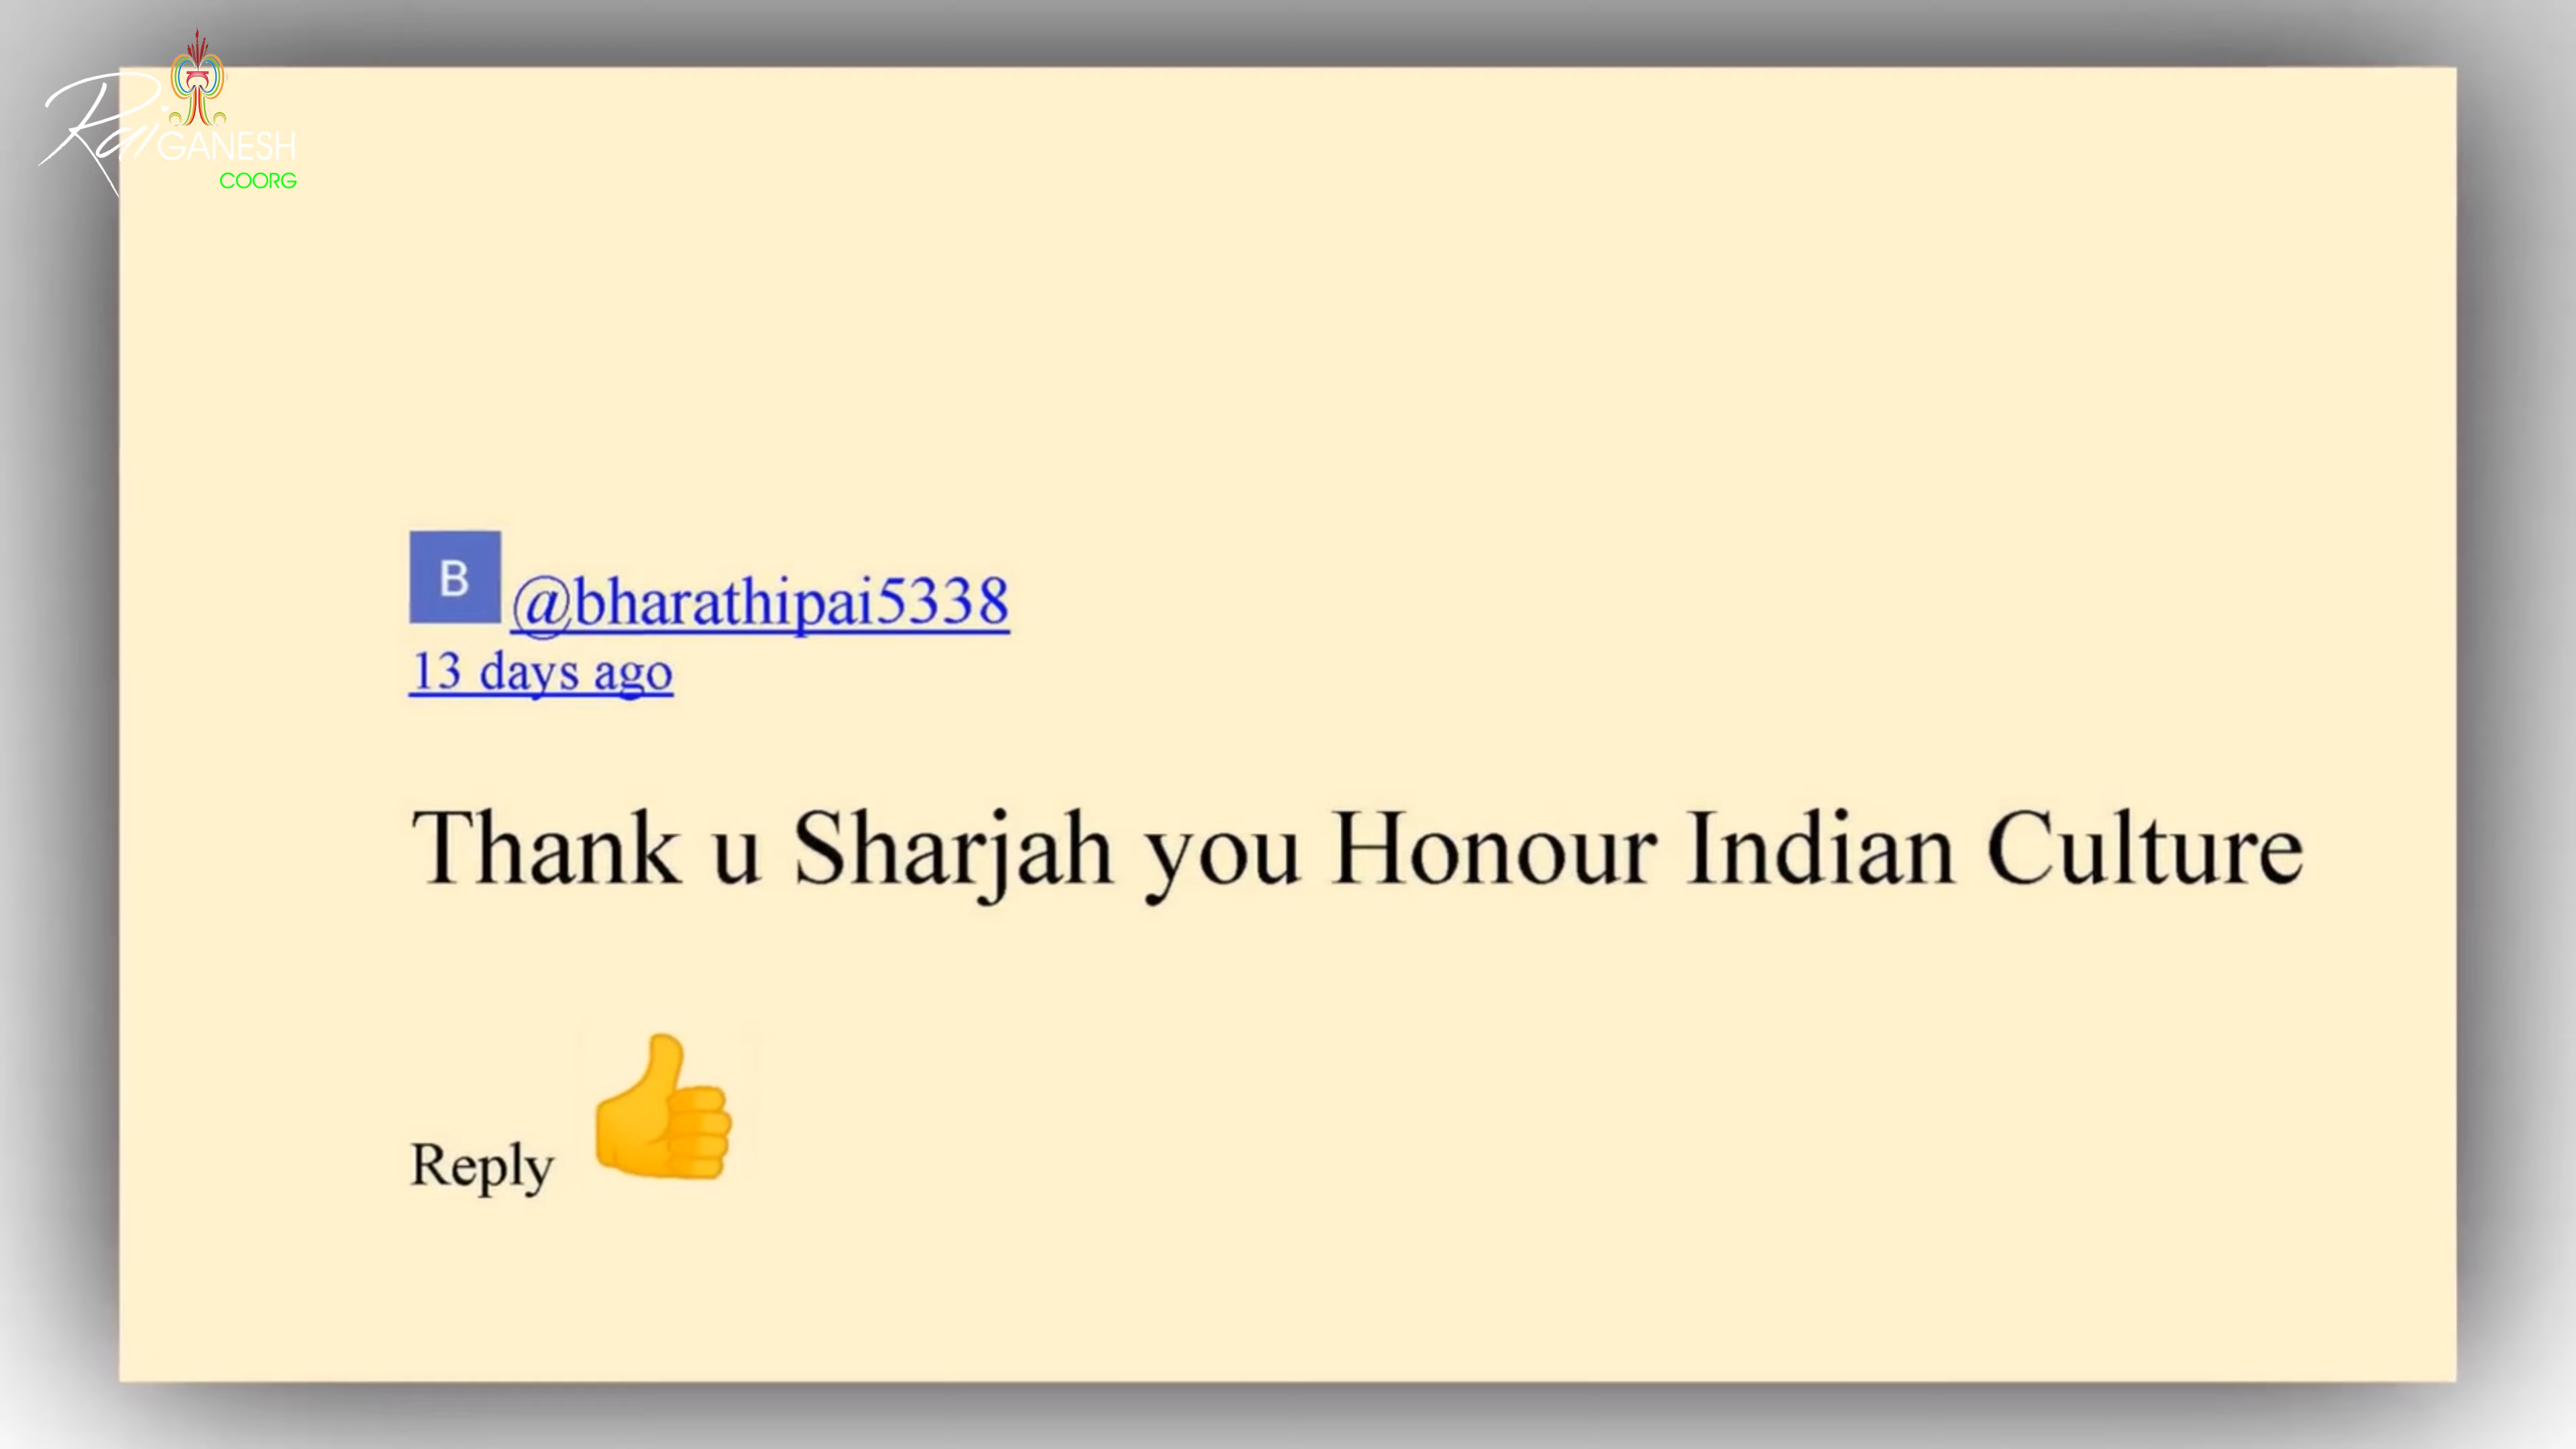 Rai GANESH
COORG
B @bharathipai5338
13 days ago
Thank u Sharjah you Honour Indian Culture
Reply